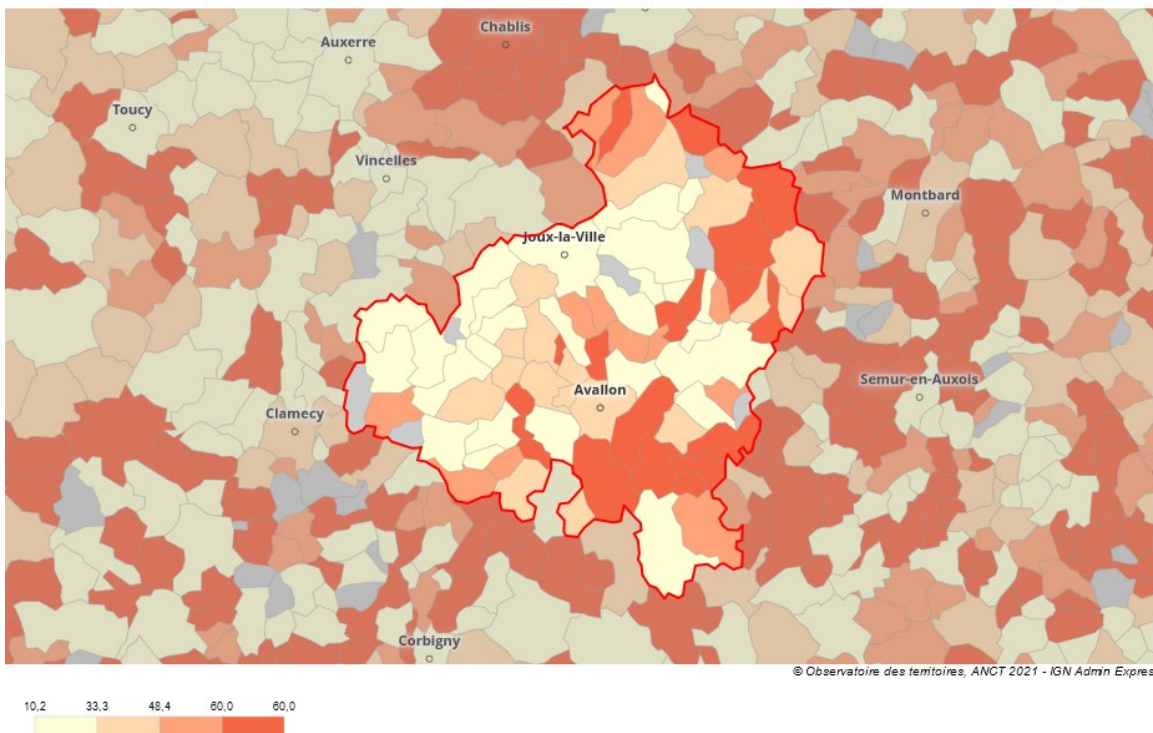 Chablis
Auxerre
Toucy
Vincelles
Montbard
Joux-la-Ville
Semur-en-Auxois
Avallon
Clamecy
Corbigny
© Observatoire des territoires, ANCT 2021 - IGN Admin Expres
10,2 33,3 48,4 60,0 60,0